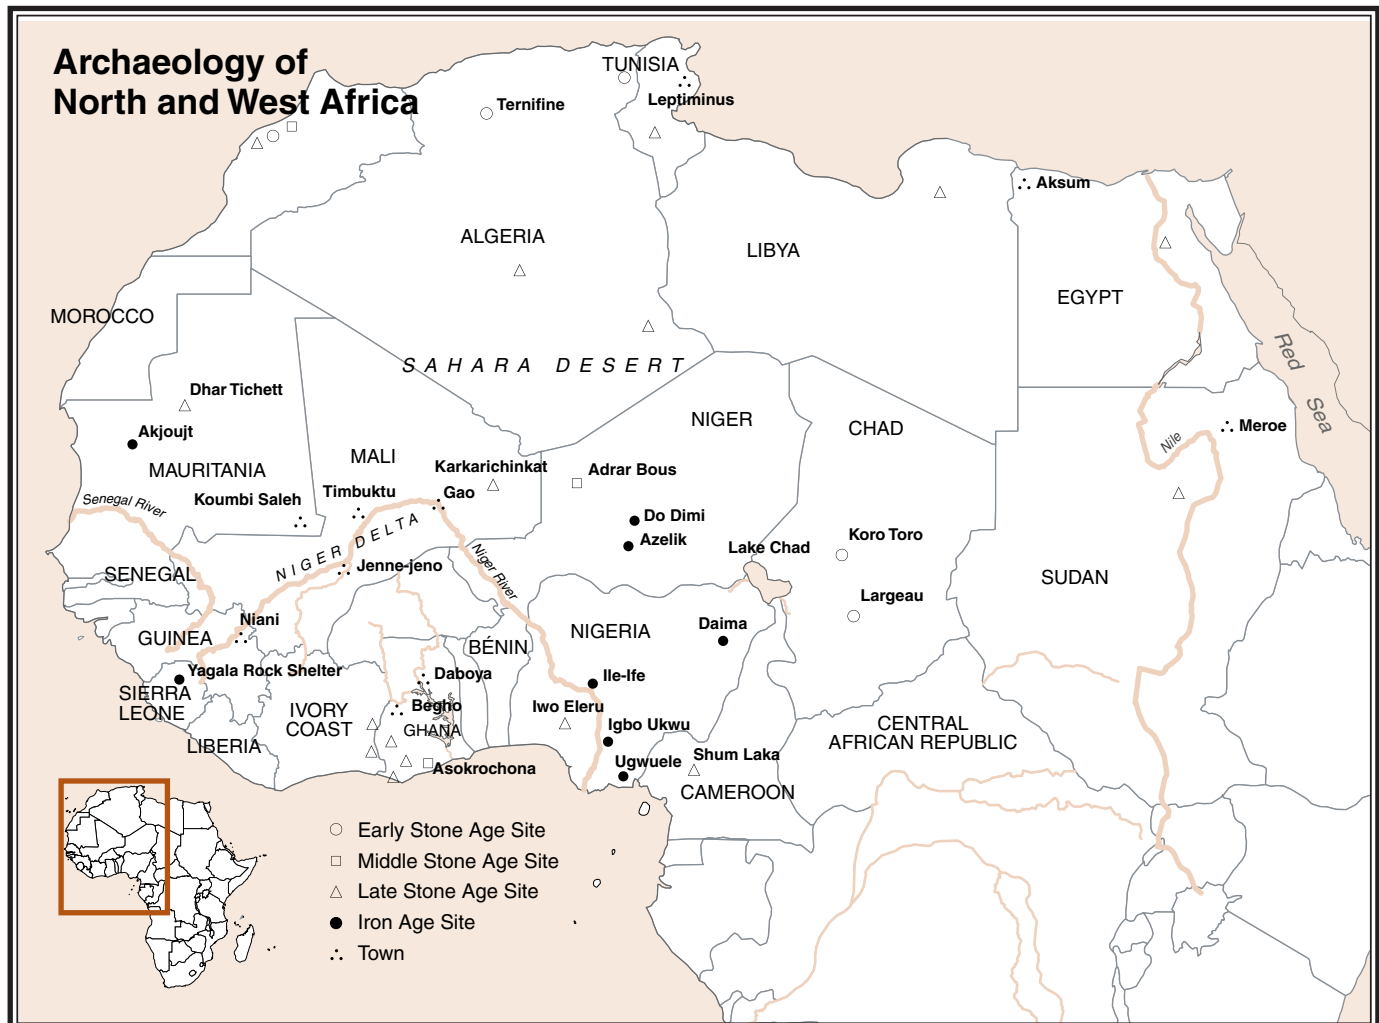 Archaeology of
North and West Africa
TUNISIA
Leptiminus
Ternifine
Aksum
ALGERIA
LIBYA
EGYPT
MOROCCO
Red Sea
SAHARA DESERT
Dhar Tichett
Akjoujt
NIGER
CHAD
Meroe
Nile
MALI
MAURITANIA
Karkarichinkat
Adrar Bous
Koumbi Saleh
Timbuktu
Gao
Senegal River
Do Dimi
Azelik
NIGER DELTA
Koro Toro
Lake Chad
Jenne-jeno
Niger River
SENEGAL
SUDAN
Largeau
Niani
GUINEA
NIGERIA
Daima
BÉNIN
Yagala Rock Shelter
Daboya
Ile-Ife
SIERRA
LEONE
IVORY
COAST
Begho
Iwo Eleru
GHANA
Igbo Ukwu
CENTRAL
AFRICAN REPUBLIC
LIBERIA
Ugwuele
Shum Laka
Asokrochona
CAMEROON
Early Stone Age Site
Middle Stone Age Site
Late Stone Age Site
Iron Age Site
Town